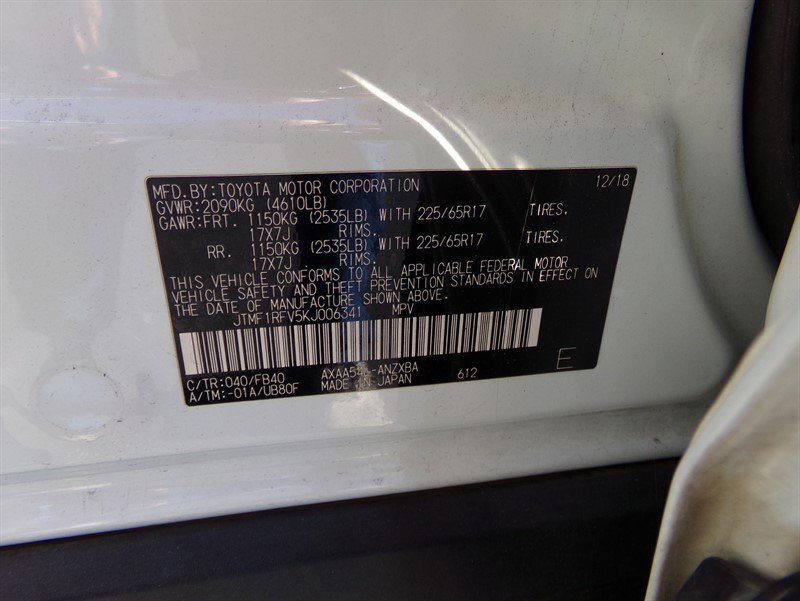 MFD.BY:TOYOTA MOTOR CORPORATION 12/18
GVWR:2090KG (4610LB)
GAWR:FRT. 1150KG (2535LB) WITH 225/65R17 TIRES.
17X7J RIMS.
RR. 1150KG (2535LB) WITH 225/65R17 TIRES.
17X7J RIMS.
THIS VEHICLE CONFORMS TO ALL APPLICABLE FEDERAL MOTOR
VEHICLE SAFETY AND THEFT PREVENTION STANDARDS IN EFFECT ON
THE DATE OF MANUFACTURE SHOWN ABOVE.
JTMF1RFV5KJ006341 MPV
C/TR:040/FB40 E
A/TM:-01A/UB80F MADE IN JAPAN 612